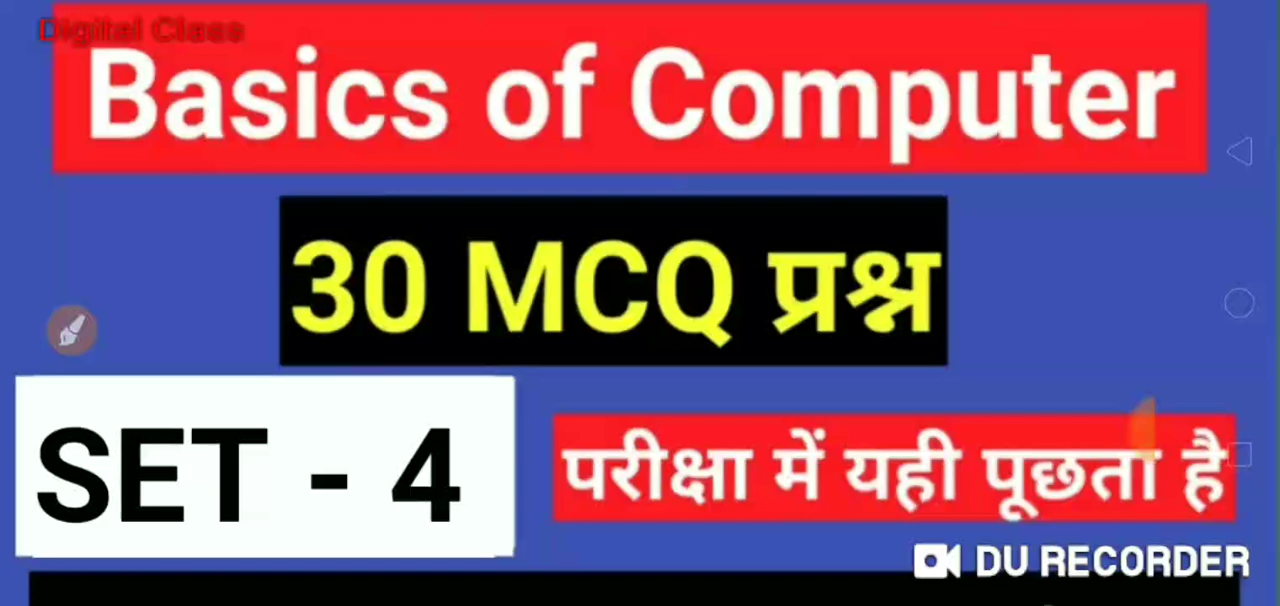 Digital Class
Basics of Computer
30 MCQ प्रश्न
SET - 4
परीक्षा में यही पूछता है
DU RECORDER